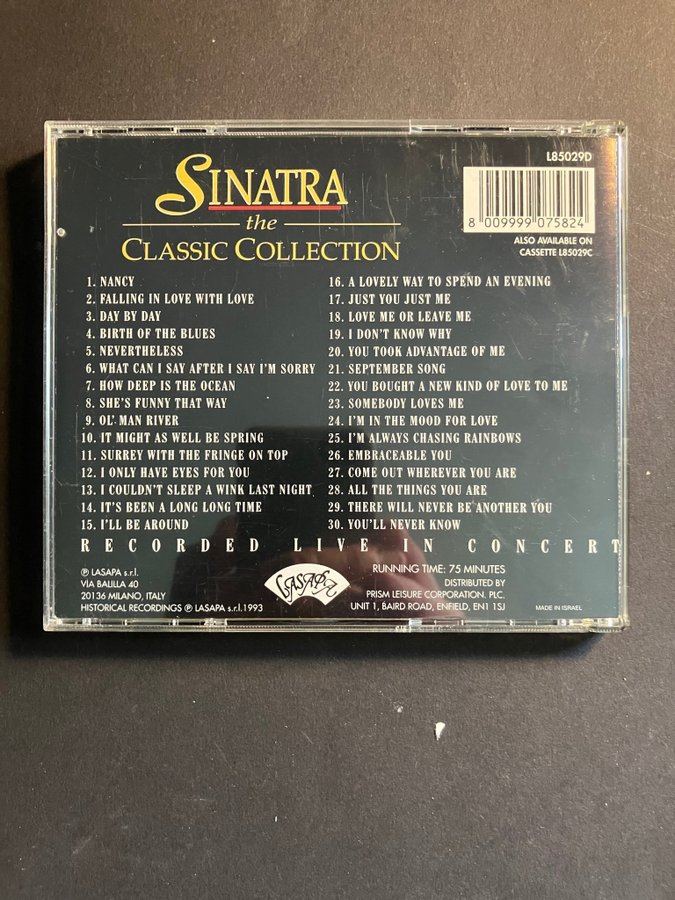 L85029D
SINATRA
the
CLASSIC COLLECTION
8 009999 075824
ALSO AVAILABLE ON
CASSETTE L85029C
1. NANCY
2. FALLING IN LOVE WITH LOVE
3. DAY BY DAY
4. BIRTH OF THE BLUES
5. NEVERTHELESS
6. WHAT CAN I SAY AFTER I SAY I'M SORRY
7. HOW DEEP IS THE OCEAN
8. SHE'S FUNNY THAT WAY
9. OL' MAN RIVER
10. IT MIGHT AS WELL BE SPRING
11. SURREY WITH THE FRINGE ON TOP
12. I ONLY HAVE EYES FOR YOU
13. I COULDN'T SLEEP A WINK LAST NIGHT
14. IT'S BEEN A LONG LONG TIME
15. I'LL BE AROUND
16. A LOVELY WAY TO SPEND AN EVENING
17. JUST YOU JUST ME
18. LOVE ME OR LEAVE ME
19. I DON'T KNOW WHY
20. YOU TOOK ADVANTAGE OF ME
21. SEPTEMBER SONG
22. YOU BOUGHT A NEW KIND OF LOVE TO ME
23. SOMEBODY LOVES ME
24. I'M IN THE MOOD FOR LOVE
25. I'M ALWAYS CHASING RAINBOWS
26. EMBRACEABLE YOU
27. COME OUT WHEREVER YOU ARE
28. ALL THE THINGS YOU ARE
29. THERE WILL NEVER BE ANOTHER YOU
30. YOU'LL NEVER KNOW
RECORDED LIVE IN CONCERT
℗ LASAPA s.r.l.
VIA BALILLA 40
20136 MILANO, ITALY
HISTORICAL RECORDINGS ℗ LASAPA s.r.l. 1993
LASAPA
RUNNING TIME: 75 MINUTES
DISTRIBUTED BY
PRISM LEISURE CORPORATION. PLC.
UNIT 1, BAIRD ROAD, ENFIELD, EN1 1SJ
MADE IN ISRAEL